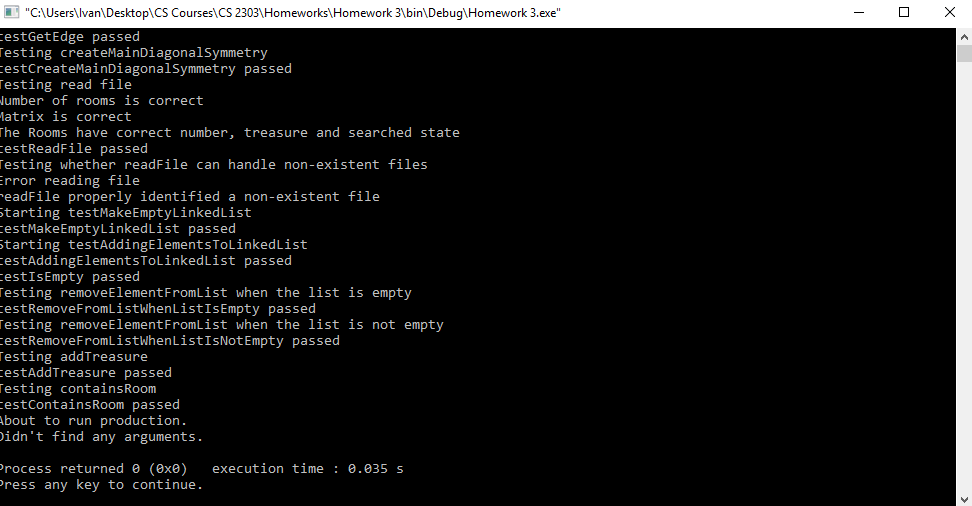 "C:\Users\Ivan\Desktop\CS Courses\CS 2303\Homeworks\Homework 3\bin\Debug\Homework 3.exe"
testGetEdge passed
Testing createMainDiagonalSymmetry
testCreateMainDiagonalSymmetry passed
Testing read file
Number of rooms is correct
Matrix is correct
The Rooms have correct number, treasure and searched state
testReadFile passed
Testing whether readFile can handle non-existent files
Error reading file
readFile properly identified a non-existent file
Starting testMakeEmptyLinkedList
testMakeEmptyLinkedList passed
Starting testAddingElementsToLinkedList
testAddingElementsToLinkedList passed
testIsEmpty passed
Testing removeElementFromList when the list is empty
testRemoveFromListWhenListIsEmpty passed
Testing removeElementFromList when the list is not empty
testRemoveFromListWhenListIsNotEmpty passed
Testing addTreasure
testAddTreasure passed
Testing containsRoom
testContainsRoom passed
About to run production.
Didn't find any arguments.
Process returned 0 (0x0)   execution time : 0.035 s
Press any key to continue.